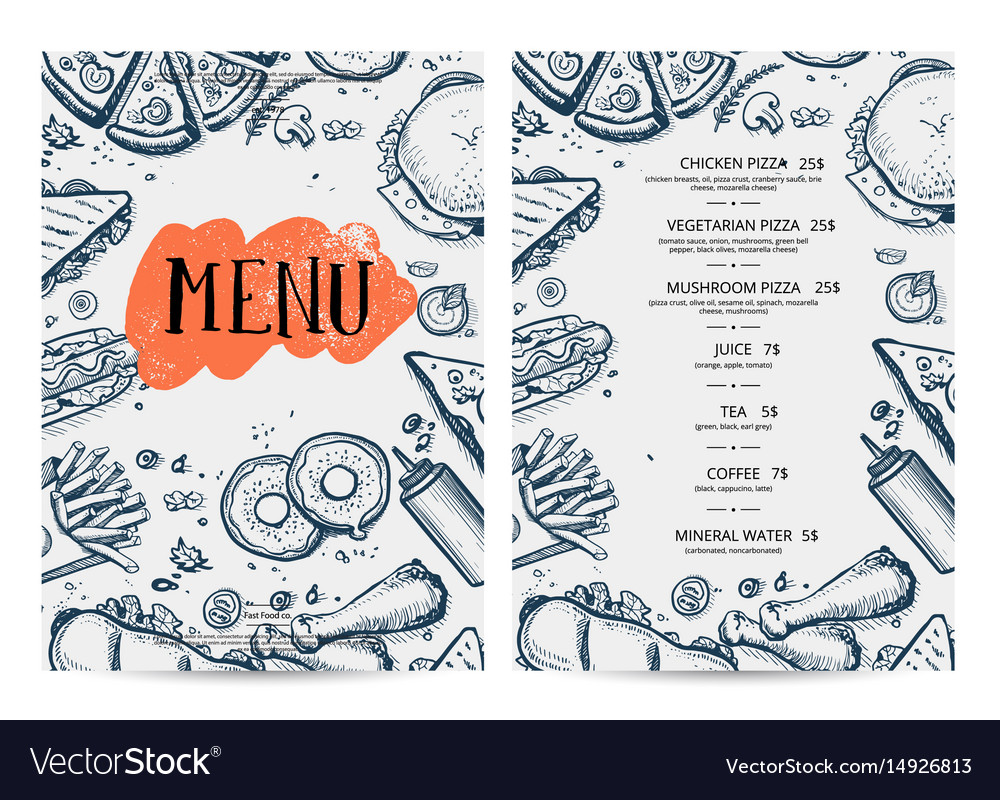 est. 1978
MENU
Fast Food co.
CHICKEN PIZZA 25$
(chicken breasts, oil, pizza crust, cranberry sauce, brie
cheese, mozarella cheese)
VEGETARIAN PIZZA 25$
(tomato sauce, onion, mushrooms, green bell
pepper, black olives, mozarella cheese)
MUSHROOM PIZZA 25$
(pizza crust, olive oil, sesame oil, spinach, mozarella
cheese, mushrooms)
JUICE 7$
(orange, apple, tomato)
TEA 5$
(green, black, earl grey)
COFFEE 7$
(black, cappucino, latte)
MINERAL WATER 5$
(carbonated, noncarbonated)
VectorStock®
VectorStock.com/14926813